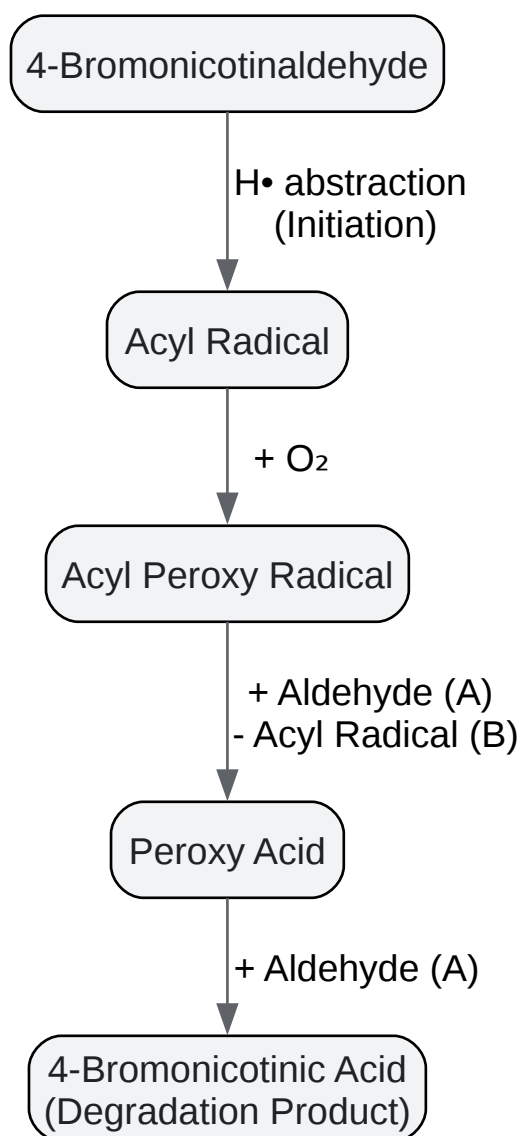 4-Bromonicotinaldehyde
H• abstraction
(Initiation)
Acyl Radical
+ O₂
Acyl Peroxy Radical
+ Aldehyde (A)
- Acyl Radical (B)
Peroxy Acid
+ Aldehyde (A)
4-Bromonicotinic Acid
(Degradation Product)